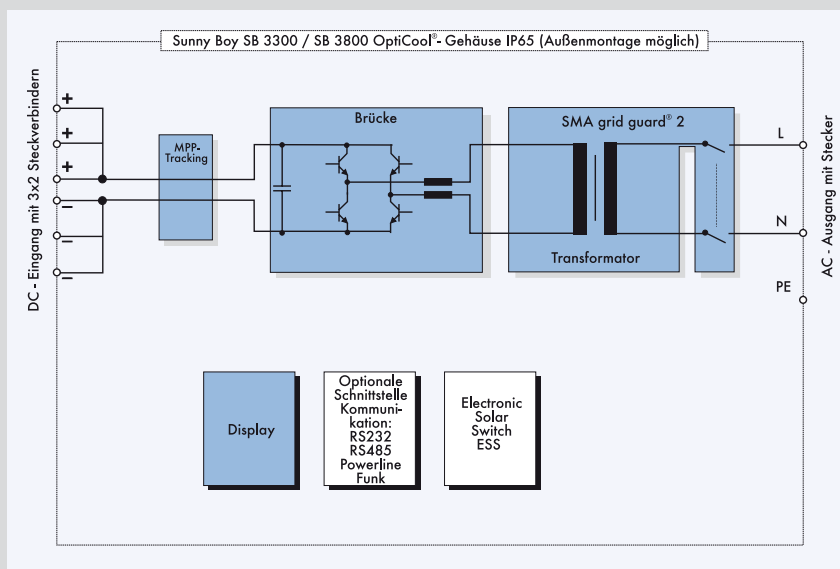 Sunny Boy SB 3300 / SB 3800 OptiCool®- Gehäuse IP65 (Außenmontage möglich)
DC - Eingang mit 3x2 Steckverbindern
+
+
+
–
–
–
MPP-
Tracking
Brücke
SMA grid guard® 2
Transformator
L
N
PE
AC - Ausgang mit Stecker
Display
Optionale
Schnittstelle
Kommuni-
kation:
RS232
RS485
Powerline
Funk
Electronic
Solar
Switch
ESS